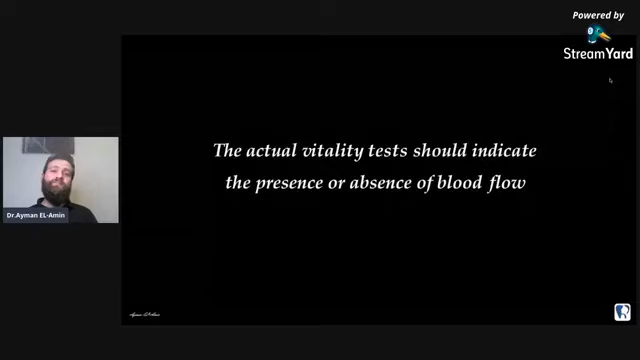 Powered by
StreamYard
The actual vitality tests should indicate
the presence or absence of blood flow
Dr.Ayman EL-Amin